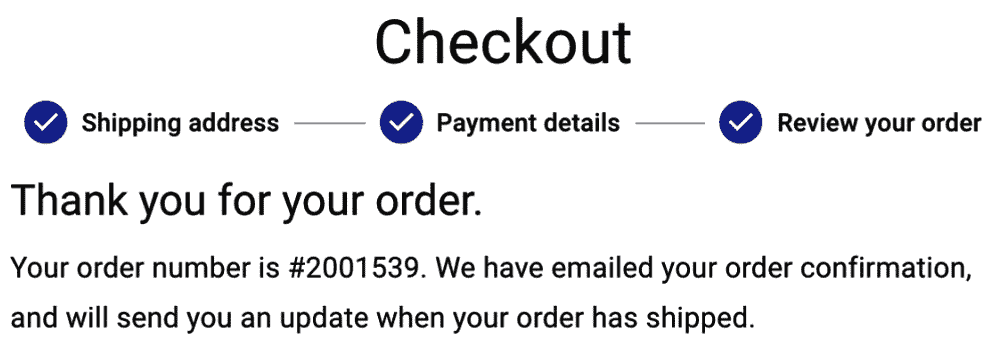 Checkout
Shipping address Payment details Review your order
Thank you for your order.
Your order number is #2001539. We have emailed your order confirmation,
and will send you an update when your order has shipped.